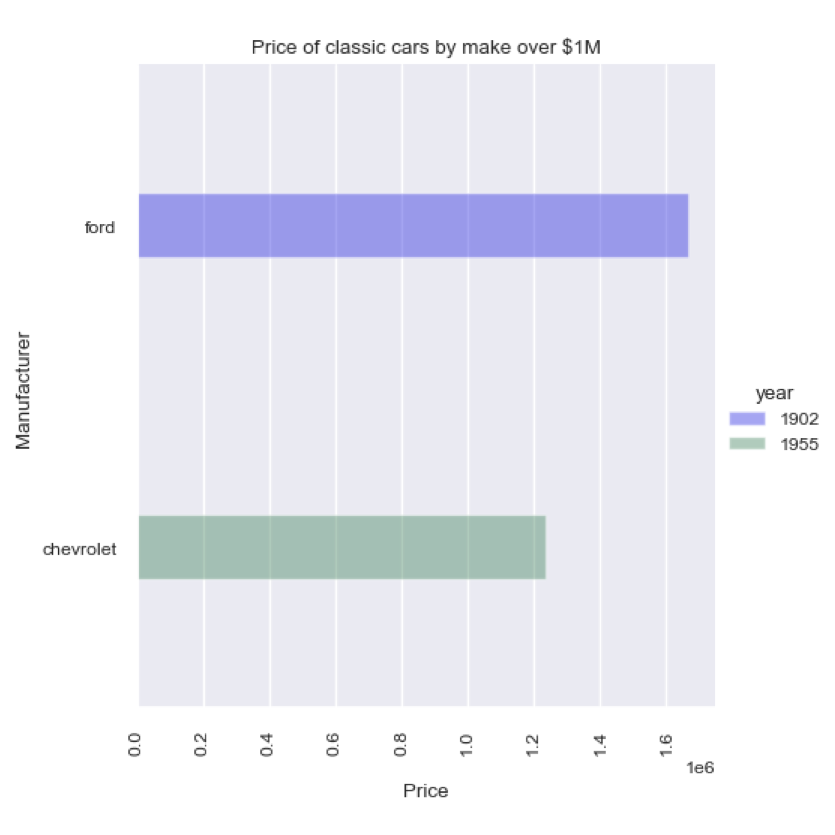 Price of classic cars by make over $1M
ford
Manufacturer
chevrolet
year
1902
1955
0.0 0.2 0.4 0.6 0.8 1.0 1.2 1.4 1.6
1e6
Price